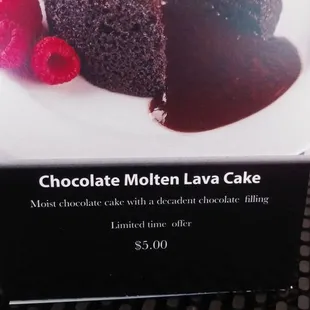 Chocolate Molten Lava Cake
Moist chocolate cake with a decadent chocolate filling
Limited time offer
$5.00